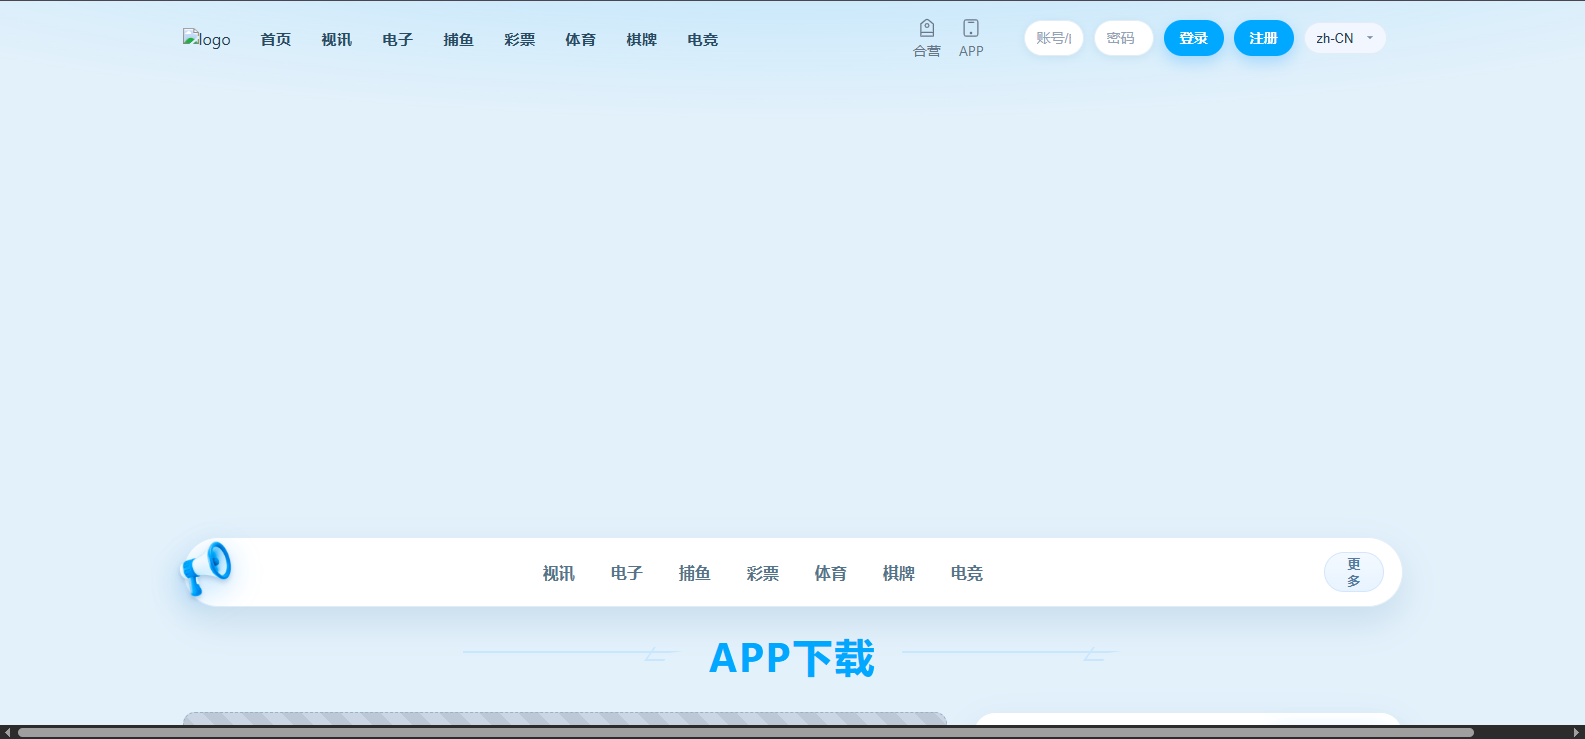 logo 首页 视讯 电子 捕鱼 彩票 体育 棋牌 电竞
合营 APP
账号/ 密码 登录 注册 zh-CN
视讯 电子 捕鱼 彩票 体育 棋牌 电竞
更
多
APP下载